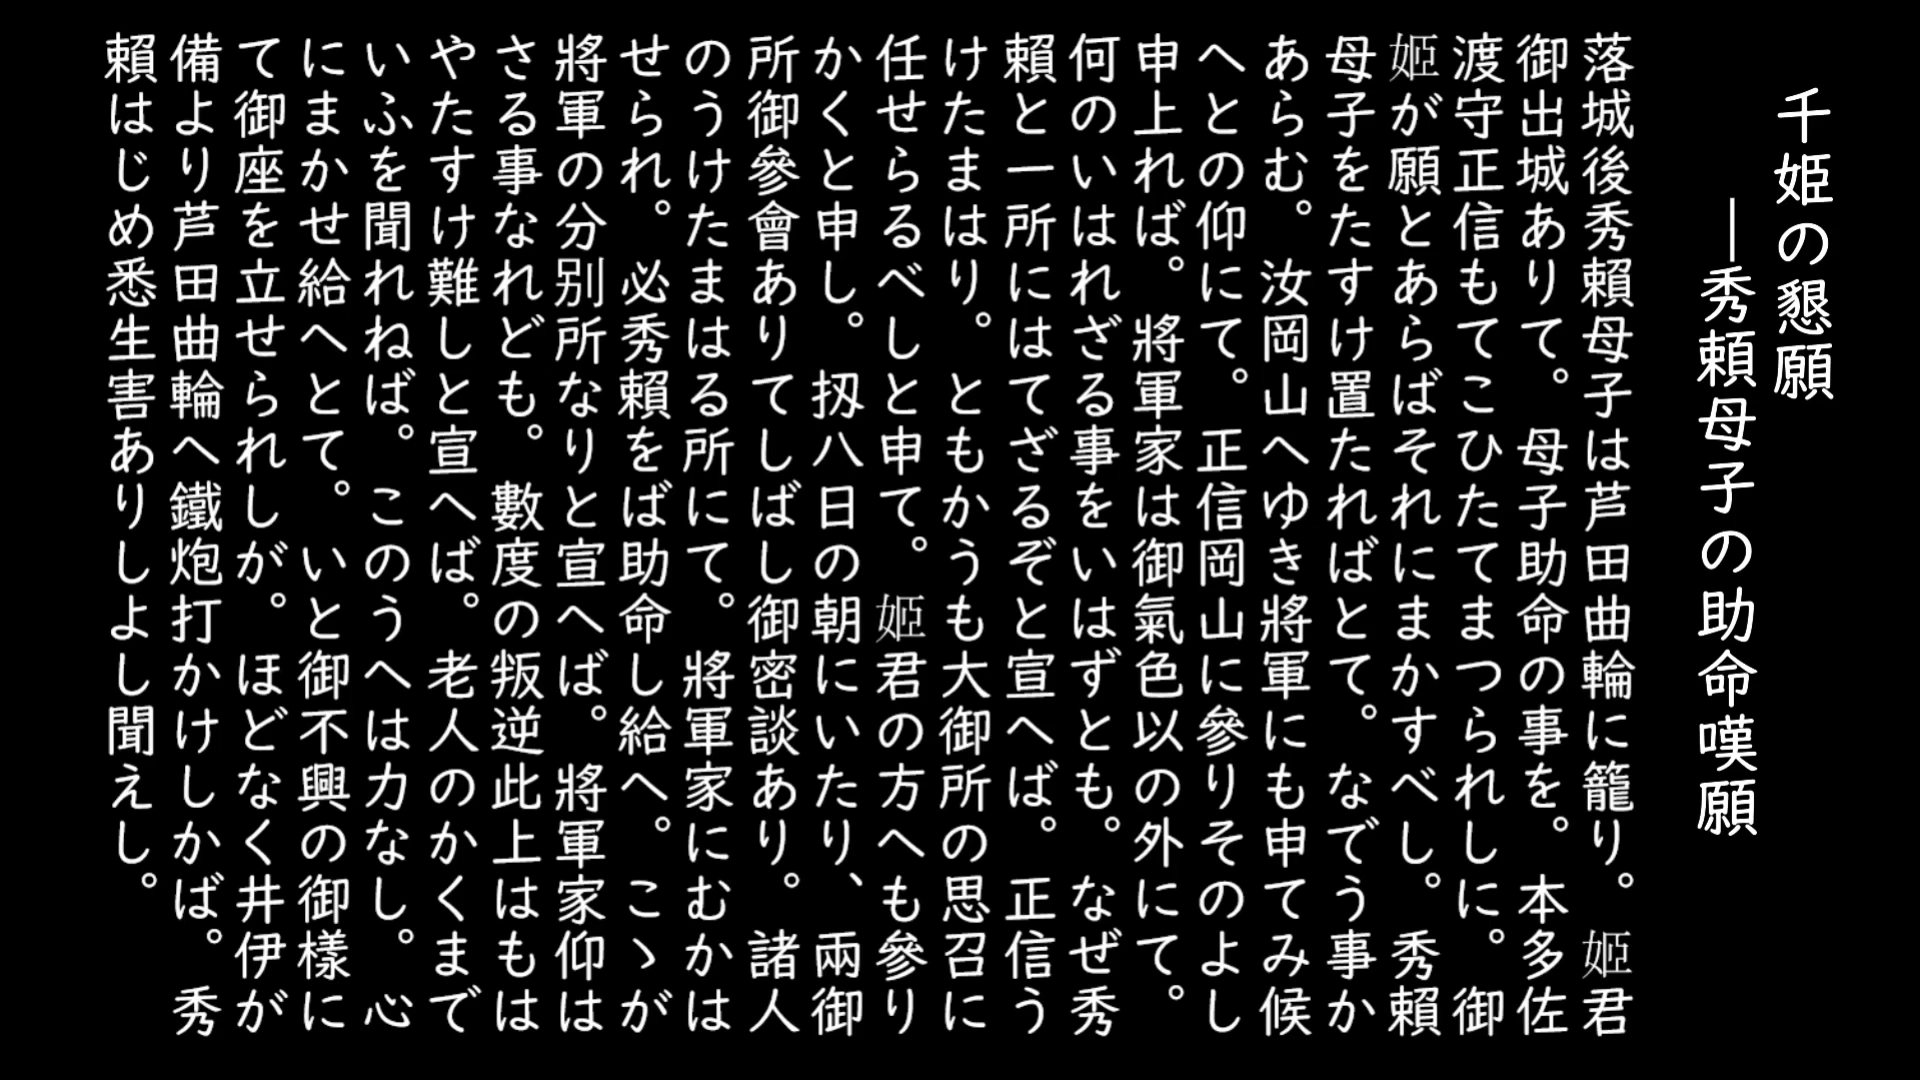 千姫の懇願
―秀頼母子の助命嘆願
落城後秀賴母子は芦田曲輪に籠り。姬君
御出城ありて。母子助命の事を。本多佐
渡守正信もてこひたてまつられしに。御
姬が願とあらばそれにまかすべし。秀賴
母子をたすけ置たればとて。なでう事か
あらむ。汝岡山へゆき將軍にも申てみ候
へとの仰にて。正信岡山に參りそのよし
申上れば。將軍家は御氣色以の外にて。
何のいはれざる事をいはずとも。なぜ秀
賴と一所にはてざるぞと宣へば。正信う
けたまはり。ともかうも大御所の思召に
任せらるべしと申て。姬君の方へも參り
かくと申し。扨八日の朝にいたり、兩御
所御參會ありてしばし御密談あり。諸人
のうけたまはる所にて。將軍家にむかは
せられ。必秀賴をば助命し給へ。こゝが
將軍の分別所なりと宣へば。將軍家仰は
さる事なれども。數度の叛逆此上はもは
やたすけ難しと宣へば。老人のかくまで
いふを聞れねば。このうへは力なし。心
にまかせ給へとて。いと御不興の御樣に
て御座を立せられしが。ほどなく井伊が
備より芦田曲輪へ鐵炮打かけしかば。秀
賴はじめ悉生害ありしよし聞えし。